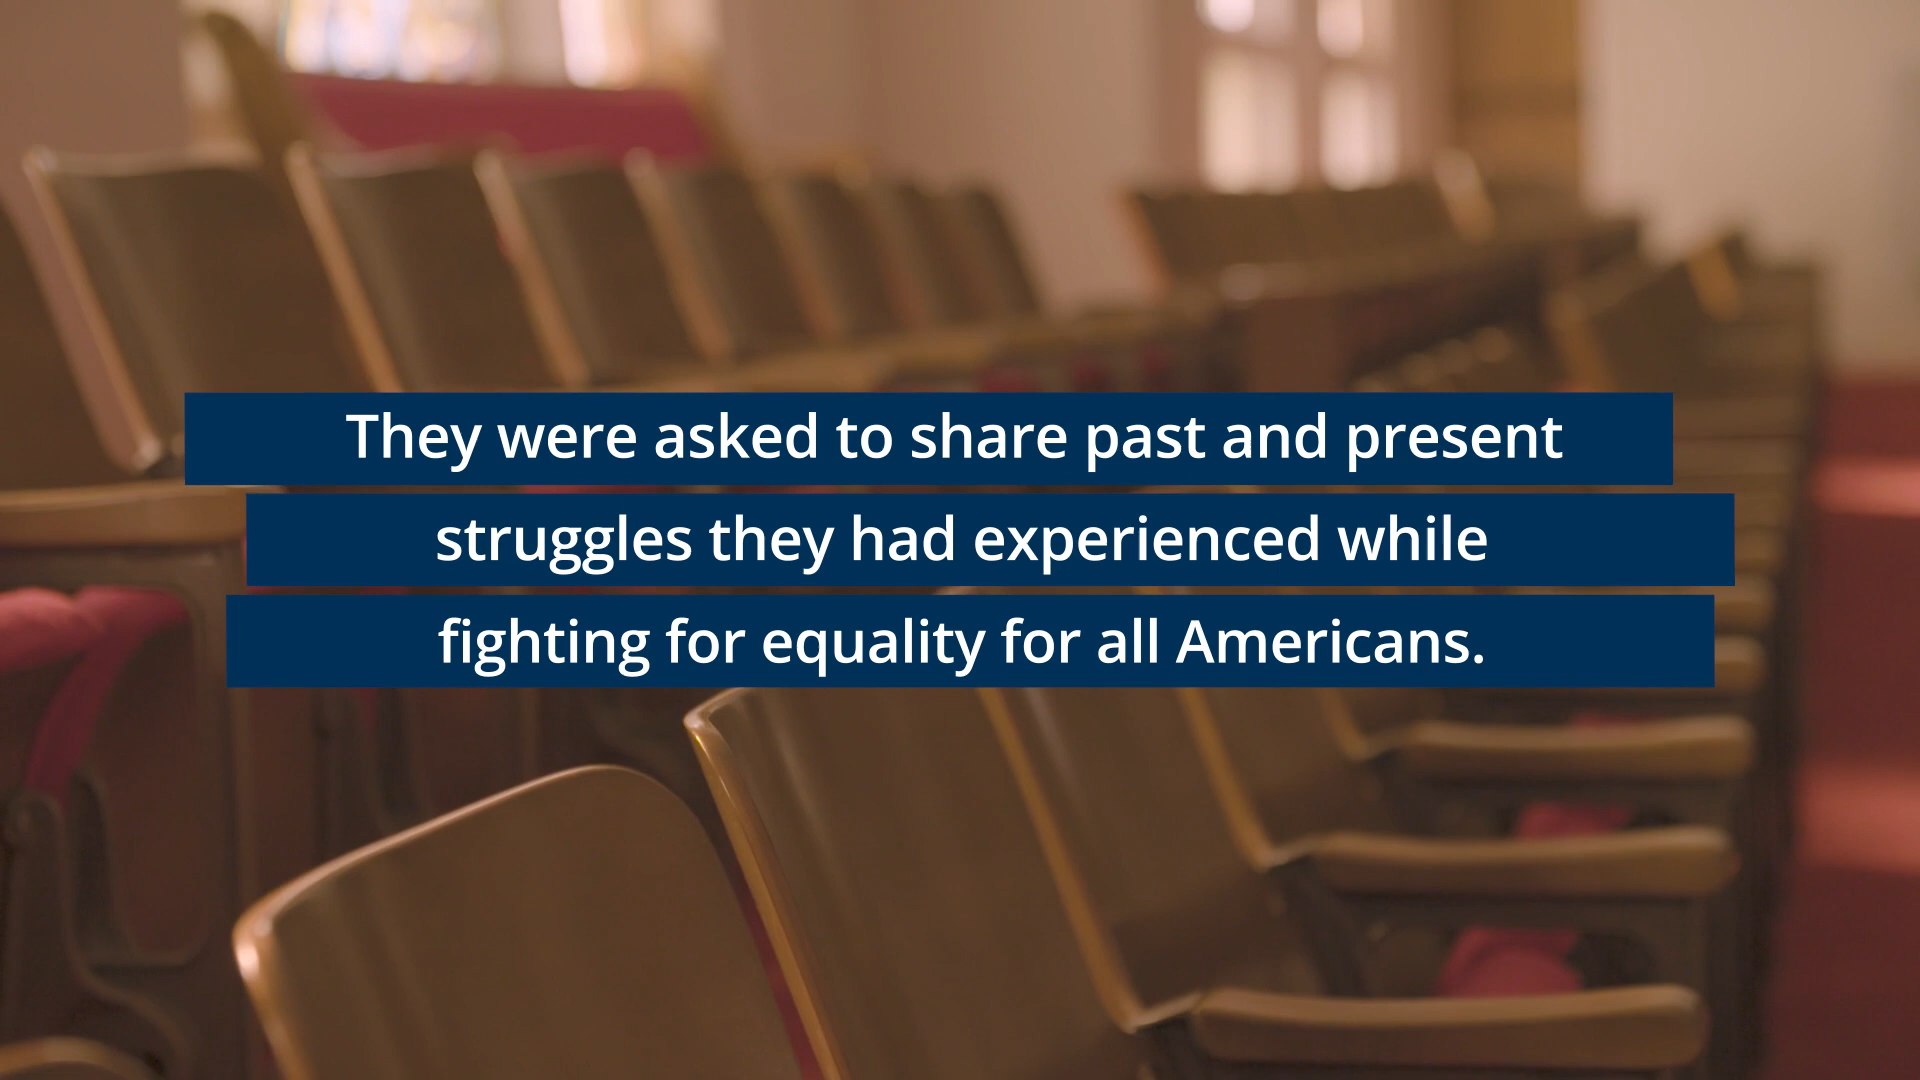 They were asked to share past and present
struggles they had experienced while
fighting for equality for all Americans.